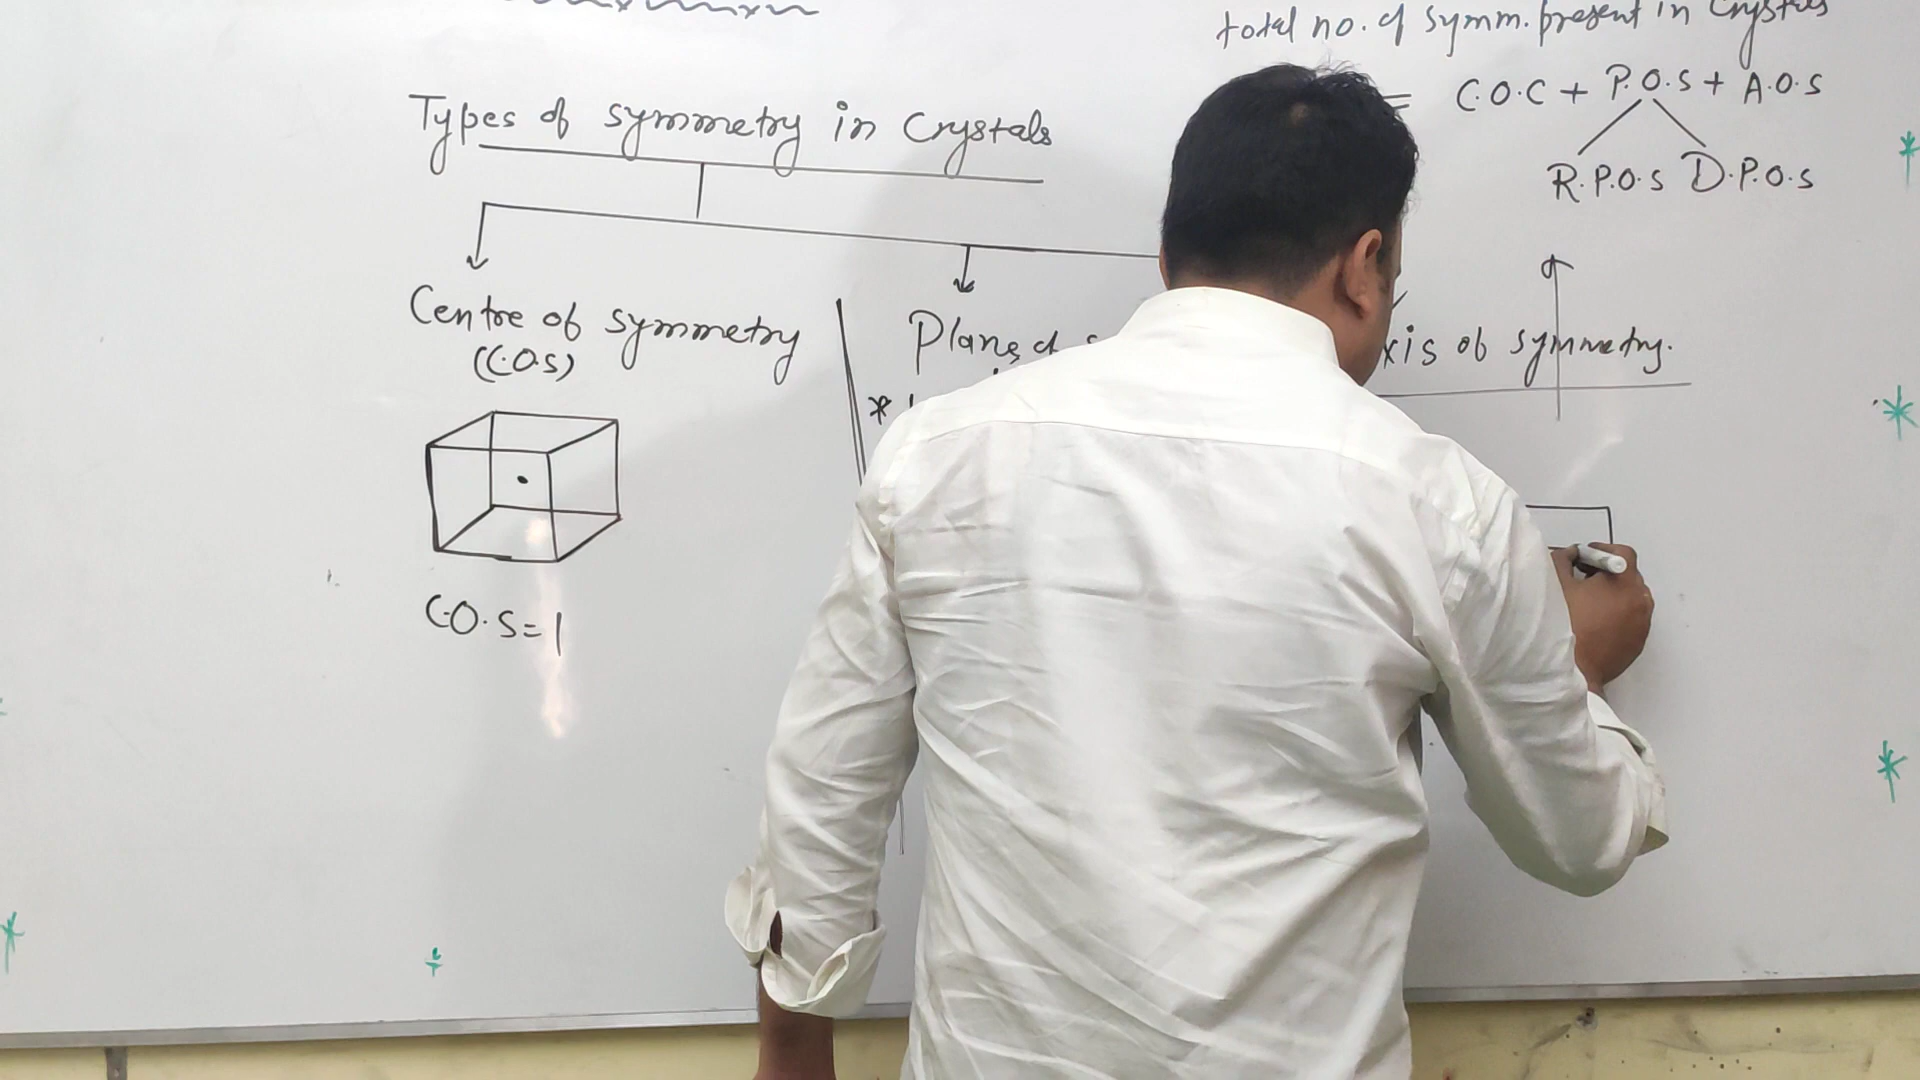 total no. of symm. present in Crystals
= C.O.C + P.O.S + A.O.S
R.P.O.S D.P.O.S
Types of symmetry in Crystals
Centre of symmetry
(C.O.S)
Plane of
xis of symmetry.
*
C.O.S = 1